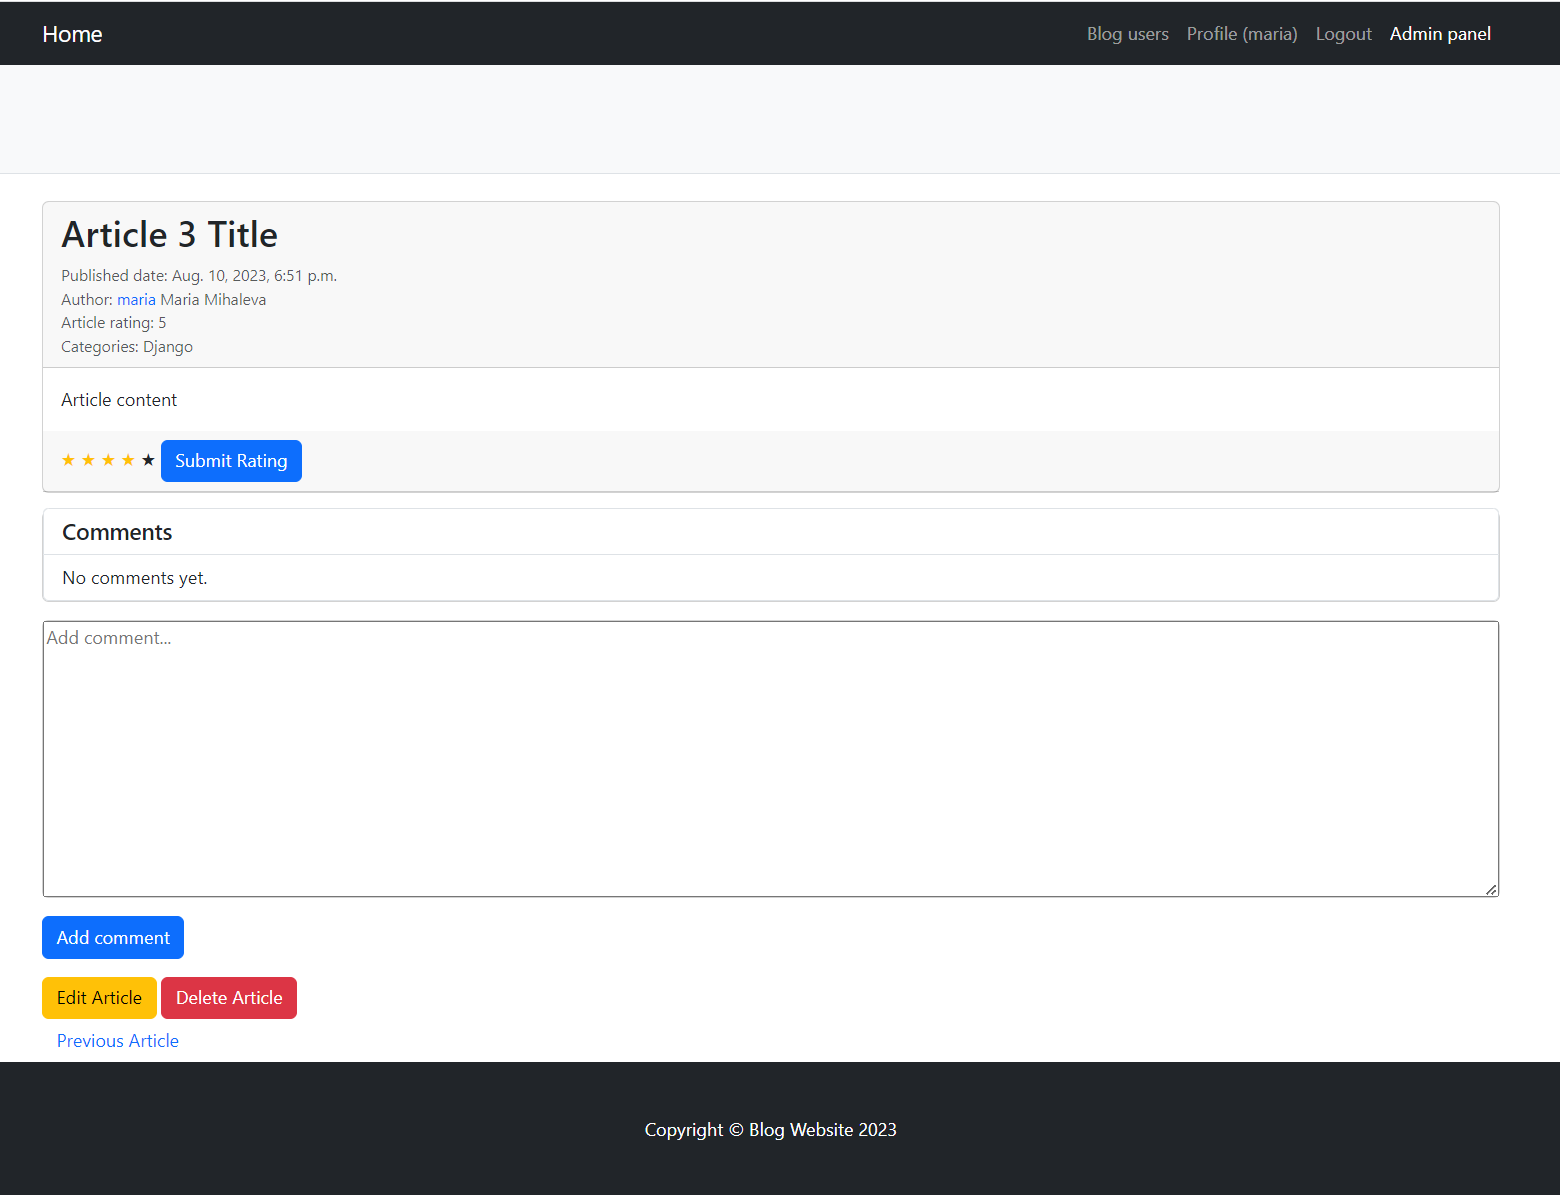 Home Blog users Profile (maria) Logout Admin panel
Article 3 Title
Published date: Aug. 10, 2023, 6:51 p.m.
Author: maria Maria Mihaleva
Article rating: 5
Categories: Django
Article content
★ ★ ★ ★ ★ Submit Rating
Comments
No comments yet.
Add comment...
Add comment
Edit Article Delete Article
Previous Article
Copyright © Blog Website 2023